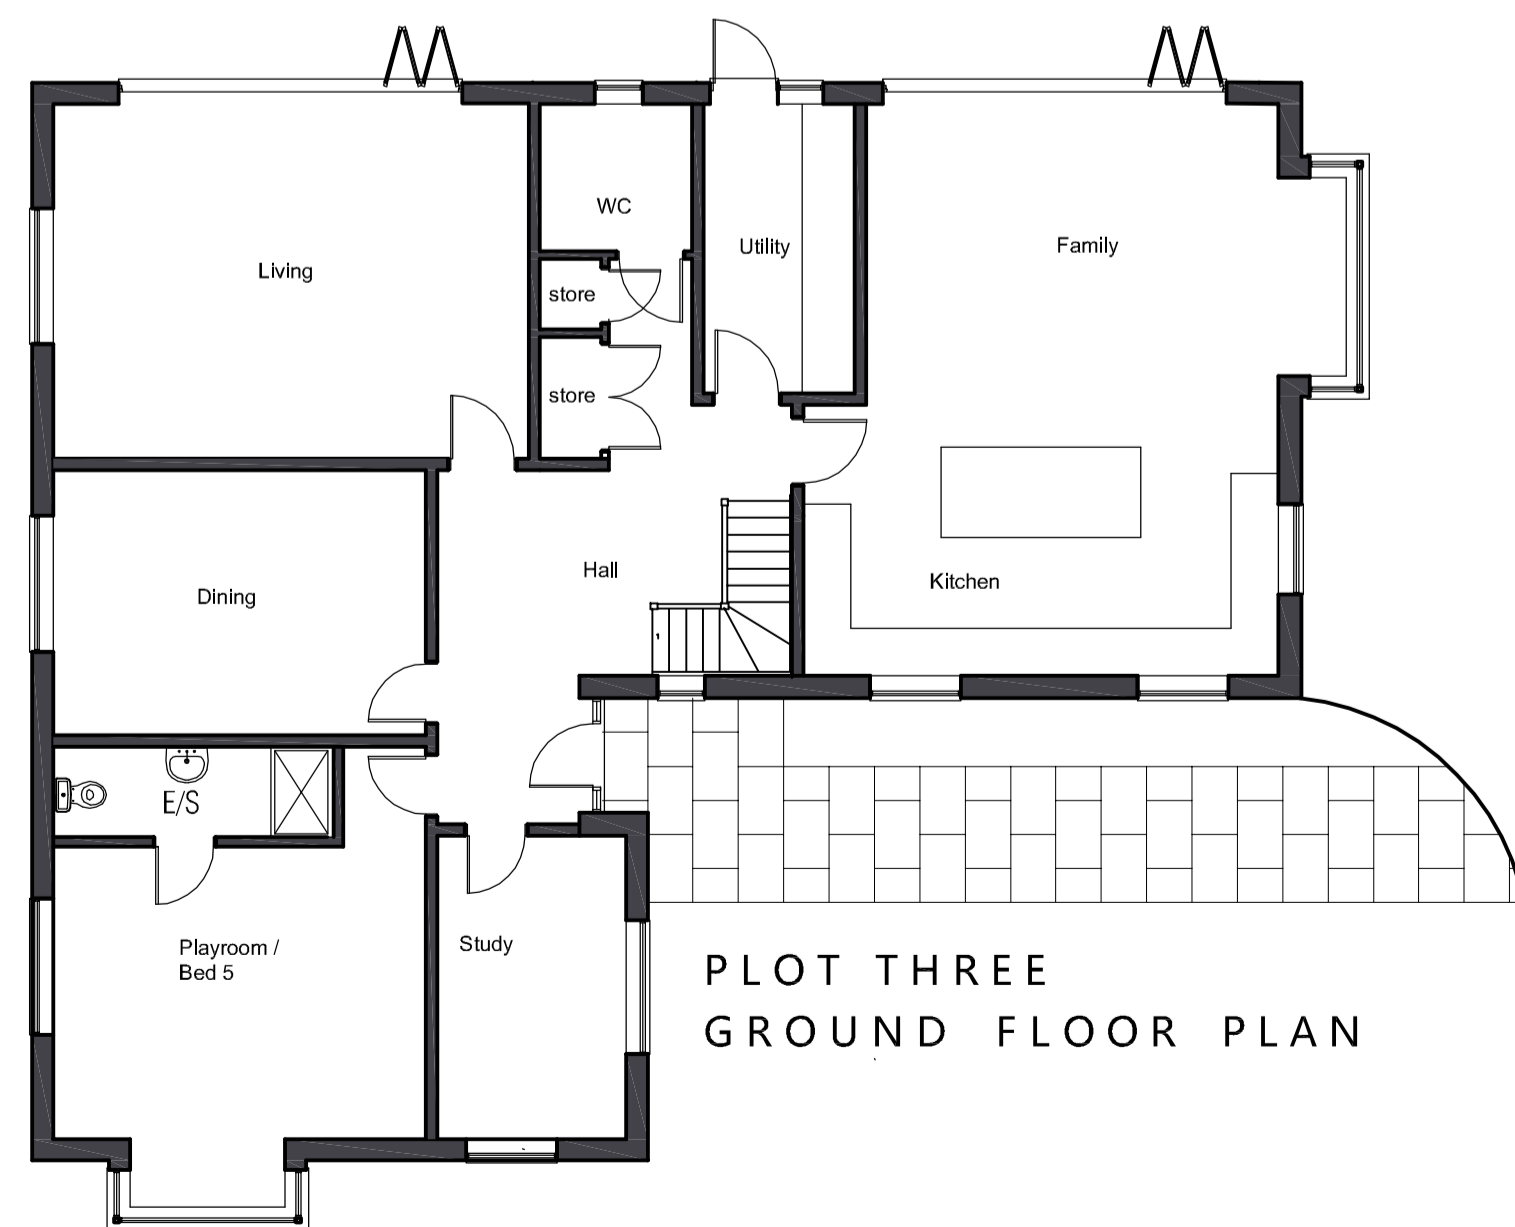 WC
Living
Utility
Family
store
store
Hall
Kitchen
Dining
1
E/S
Playroom /
Bed 5
Study
PLOT THREE
GROUND FLOOR PLAN